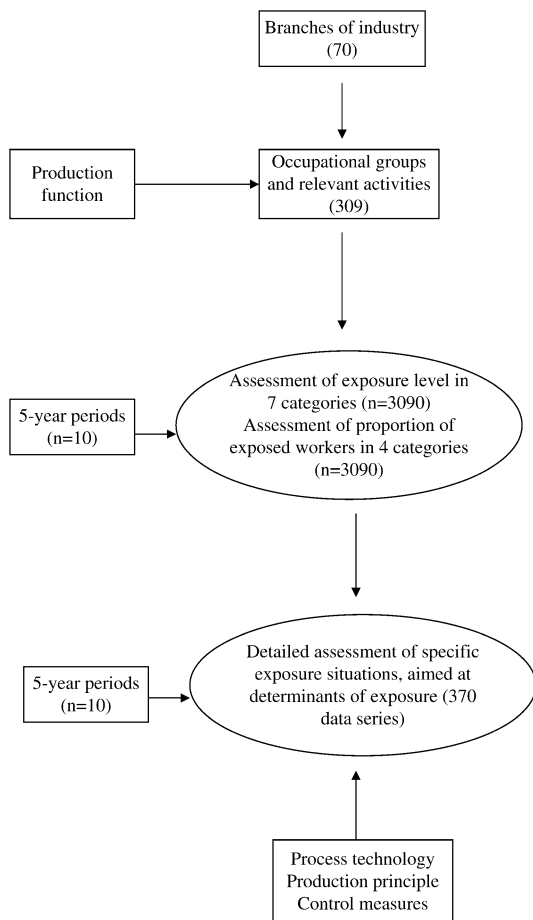 Branches of industry
(70)
Production
function
Occupational groups
and relevant activities
(309)
5-year periods
(n=10)
Assessment of exposure level in
7 categories (n=3090)
Assessment of proportion of
exposed workers in 4 categories
(n=3090)
5-year periods
(n=10)
Detailed assessment of specific
exposure situations, aimed at
determinants of exposure (370
data series)
Process technology
Production principle
Control measures